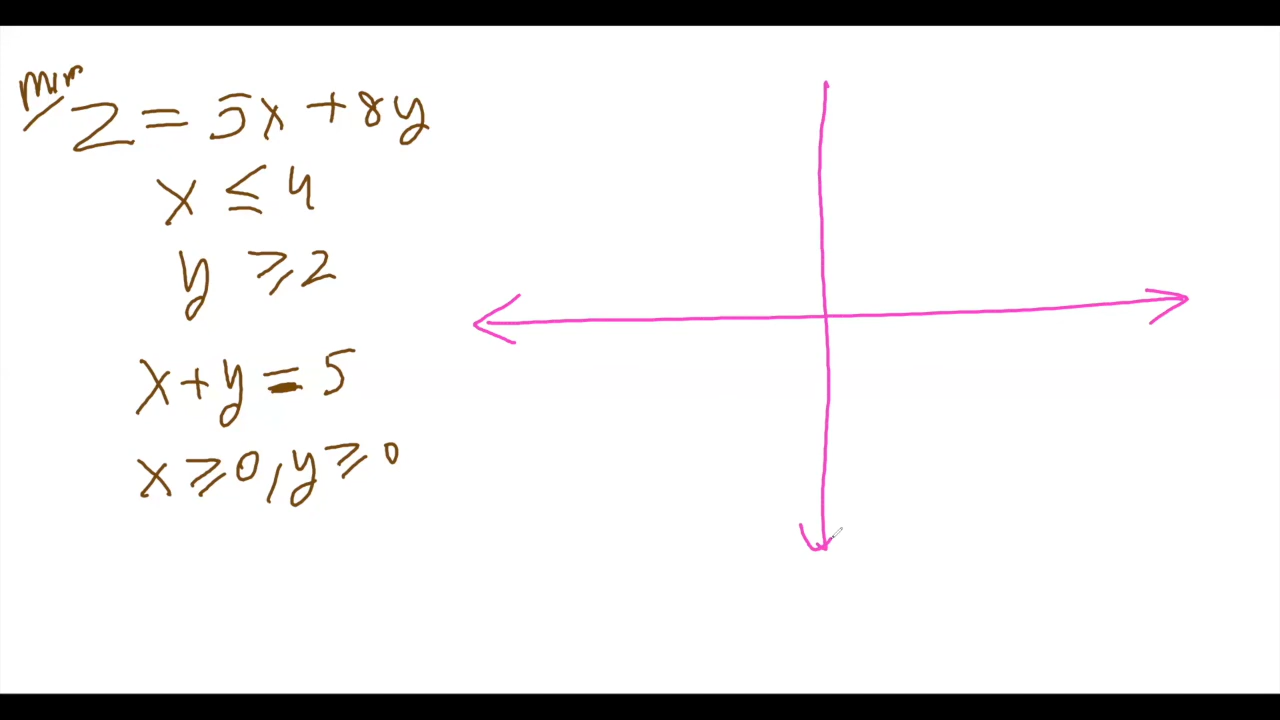 min
Z = 5x + 8y
x ≤ 4
y ≥ 2
x + y = 5
x ≥ 0, y ≥ 0